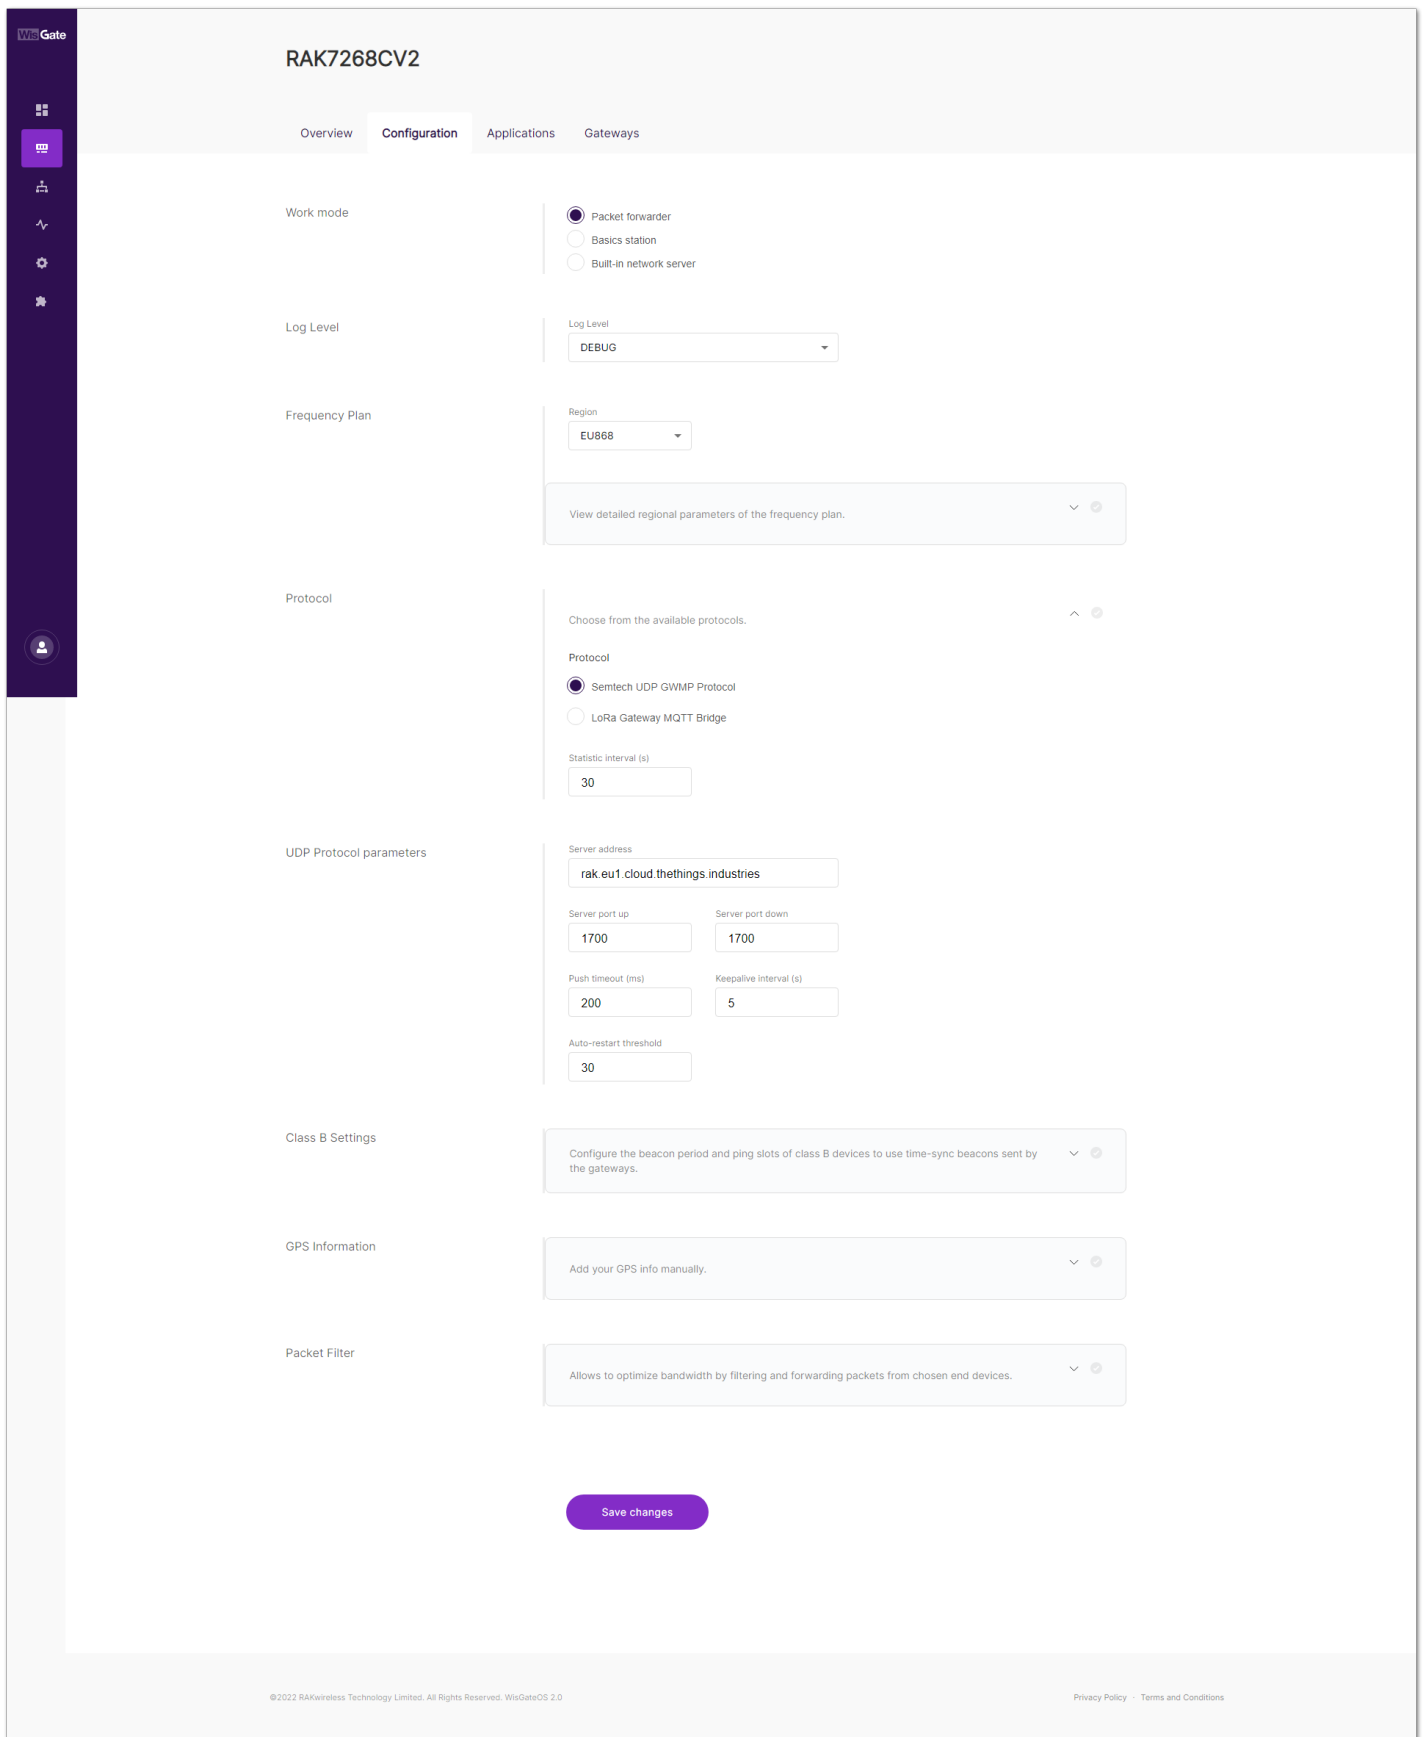 WisGate
RAK7268CV2
Overview
Configuration
Applications
Gateways
Work mode
Packet forwarder
Basics station
Built-in network server
Log Level
Log Level
DEBUG
Frequency Plan
Region
EU868
View detailed regional parameters of the frequency plan.
Protocol
Choose from the available protocols.
Protocol
Semtech UDP GWMP Protocol
LoRa Gateway MQTT Bridge
Statistic interval (s)
30
UDP Protocol parameters
Server address
rak.eu1.cloud.thethings.industries
Server port up
Server port down
1700
1700
Push timeout (ms)
Keepalive interval (s)
200
5
Auto-restart threshold
30
Class B Settings
Configure the beacon period and ping slots of class B devices to use time-sync beacons sent by
the gateways.
GPS Information
Add your GPS info manually.
Packet Filter
Allows to optimize bandwidth by filtering and forwarding packets from chosen end devices.
Save changes
©2022 RAKwireless Technology Limited. All Rights Reserved. WisGateOS 2.0
Privacy Policy · Terms and Conditions